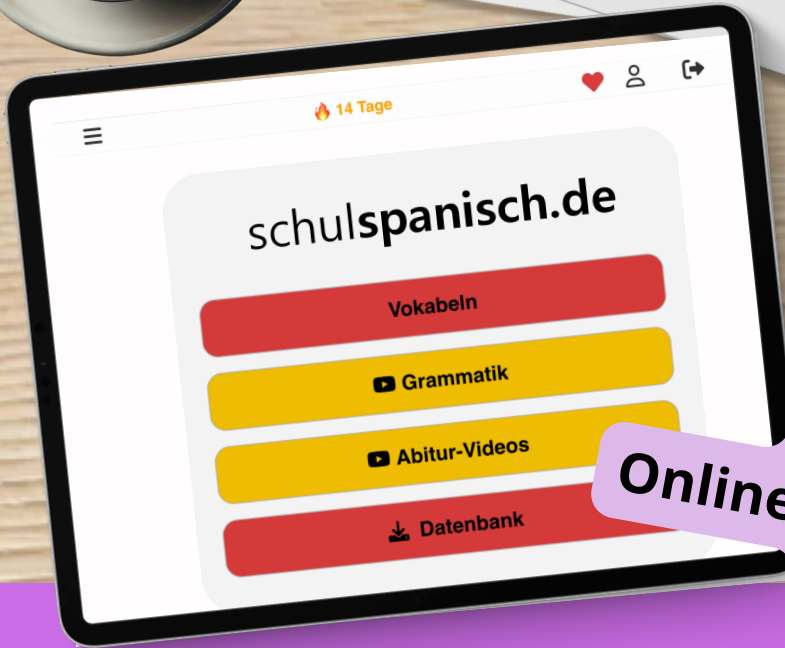 14 Tage
schulspanisch.de
Vokabeln
Grammatik
Abitur-Videos
Datenbank
Online